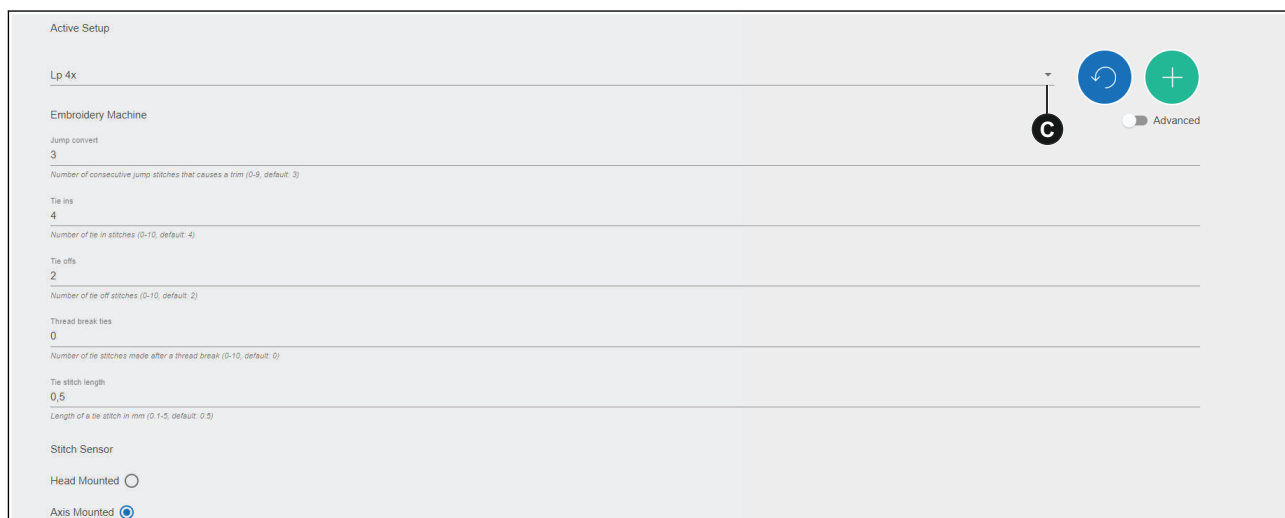 Active Setup
Lp 4x
C
Embroidery Machine
Advanced
Jump convert
3
Number of consecutive jump stitches that causes a trim (0-9, default: 3)
Tie ins
4
Number of tie in stitches (0-10, default: 4)
Tie offs
2
Number of tie off stitches (0-10, default: 2)
Thread break ties
0
Number of tie stitches made after a thread break (0-10, default: 0)
Tie stitch length
0,5
Length of a tie stitch in mm (0.1-5, default: 0.5)
Stitch Sensor
Head Mounted
Axis Mounted